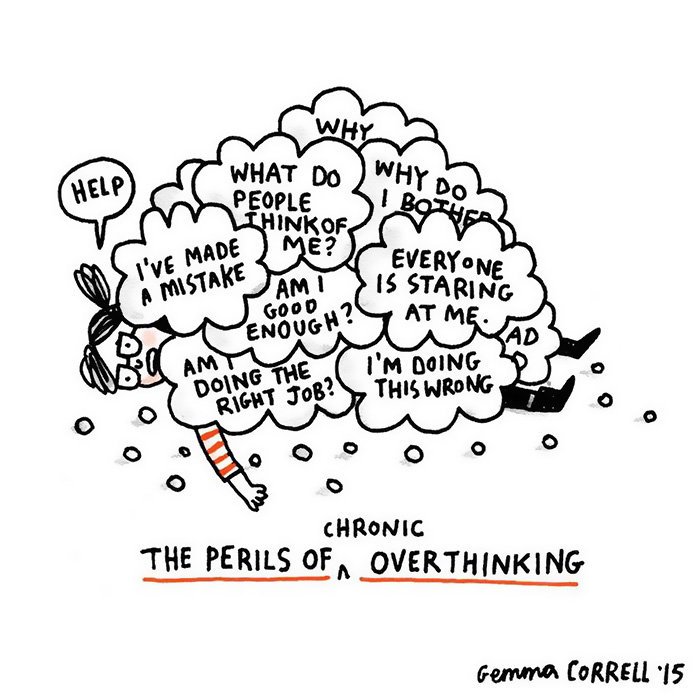 WHY
HELP
WHAT DO
PEOPLE
THINK OF
ME?
WHY DO
I BOTHER
I'VE MADE
A MISTAKE
EVERYONE
IS STARING
AT ME.
AM I
GOOD
ENOUGH?
AM I
DOING THE
RIGHT JOB?
I'M DOING
THIS WRONG
CHRONIC
THE PERILS OF ^ OVERTHINKING
Gemma CORRELL '15